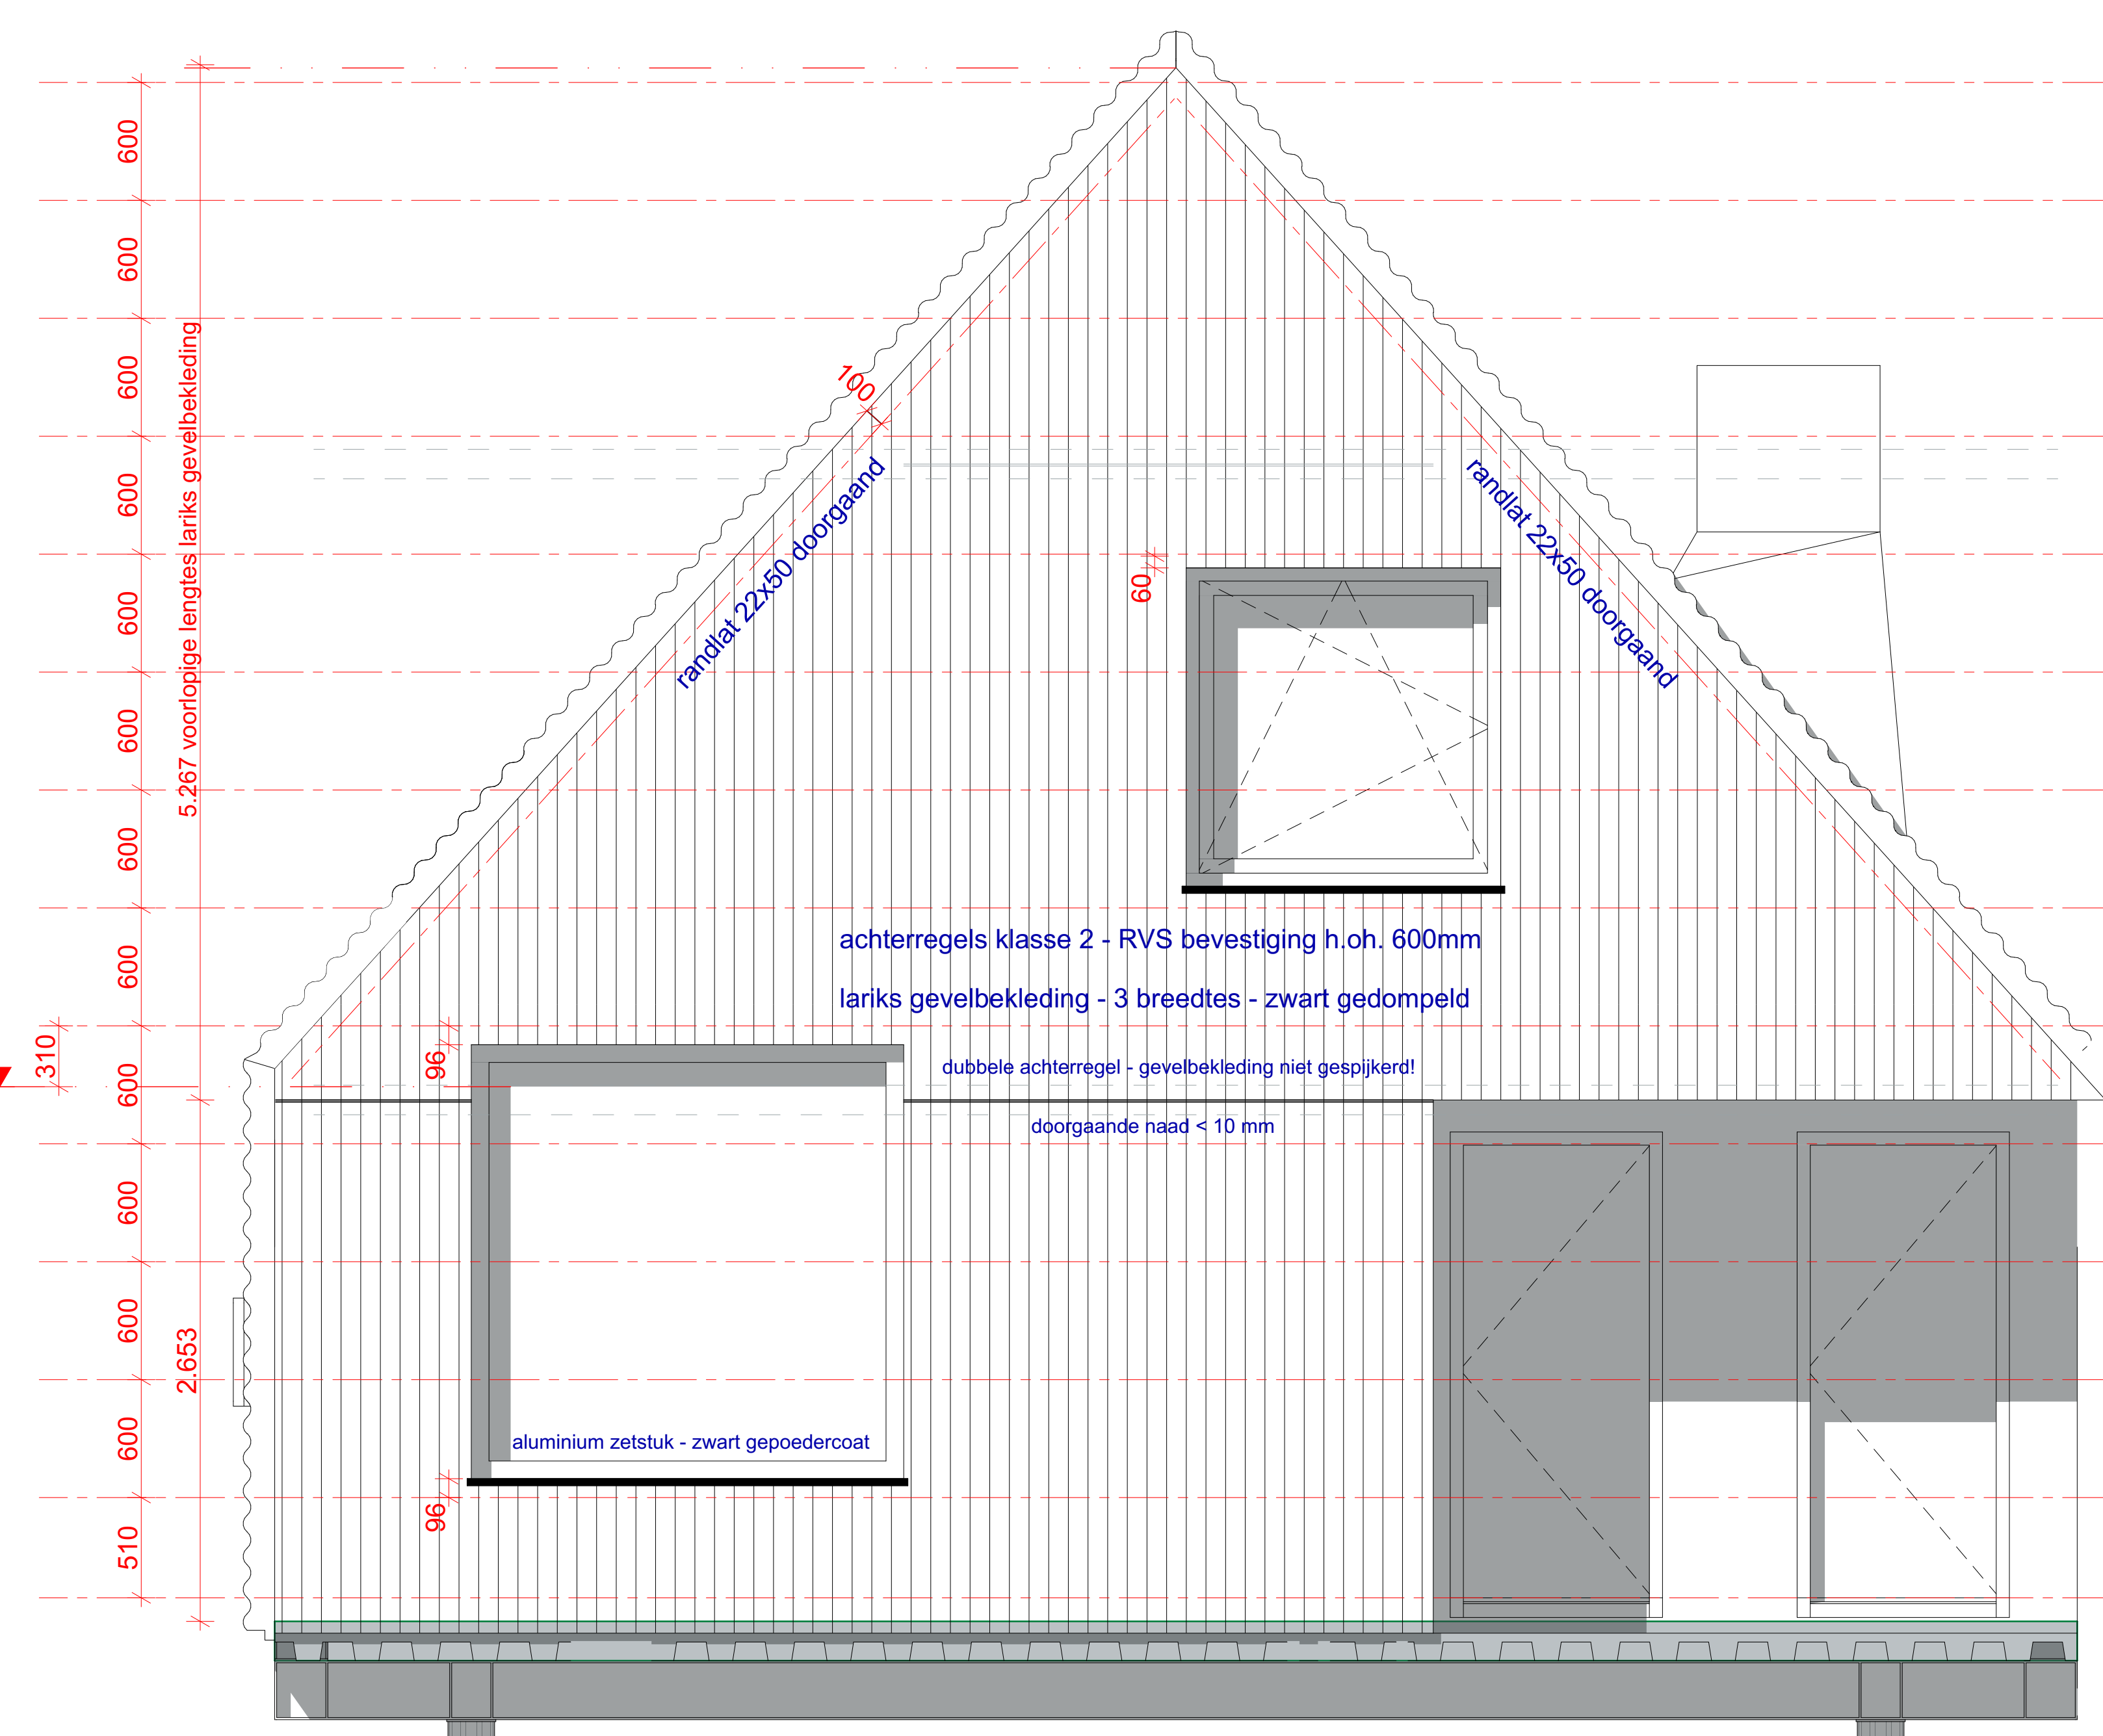 600
600
600
600
600
600
600
600
600
600
600
600
510
310
5.267 voorlopige lengtes lariks gevelbekleding
2.653
100
randlat 22x50 doorgaand
randlat 22x50 doorgaand
60
achterregels klasse 2 - RVS bevestiging h.oh. 600mm
lariks gevelbekleding - 3 breedtes - zwart gedompeld
96
dubbele achterregel - gevelbekleding niet gespijkerd!
doorgaande naad < 10 mm
aluminium zetstuk - zwart gepoedercoat
96